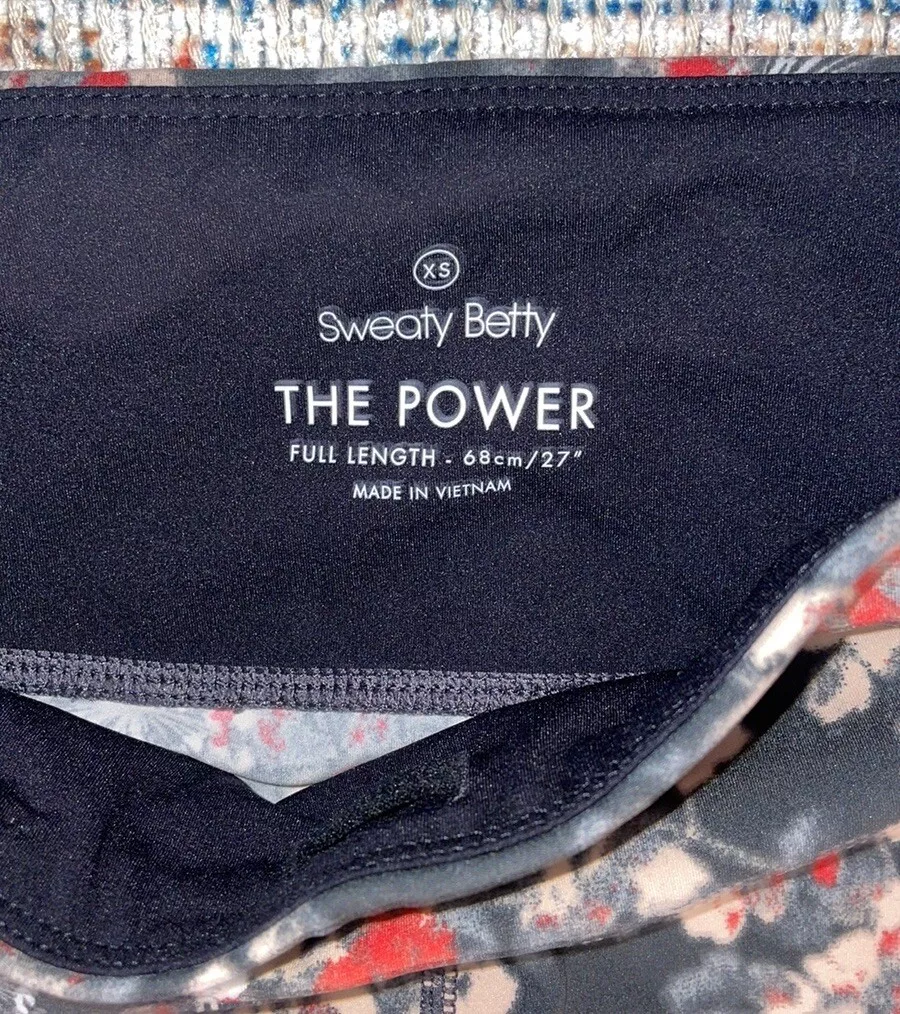 XS
Sweaty Betty
THE POWER
FULL LENGTH - 68cm/27"
MADE IN VIETNAM